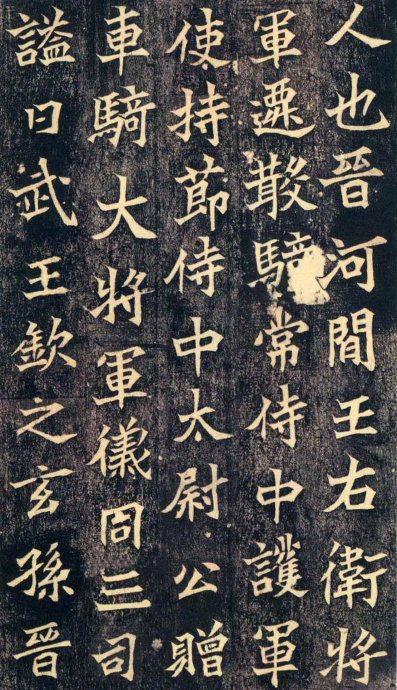 人也晉河間王右衛將
軍遷散騎常侍中護軍
使持節侍中太尉公贈
車騎大將軍儀同三司
謚曰武王欽之玄孫晉